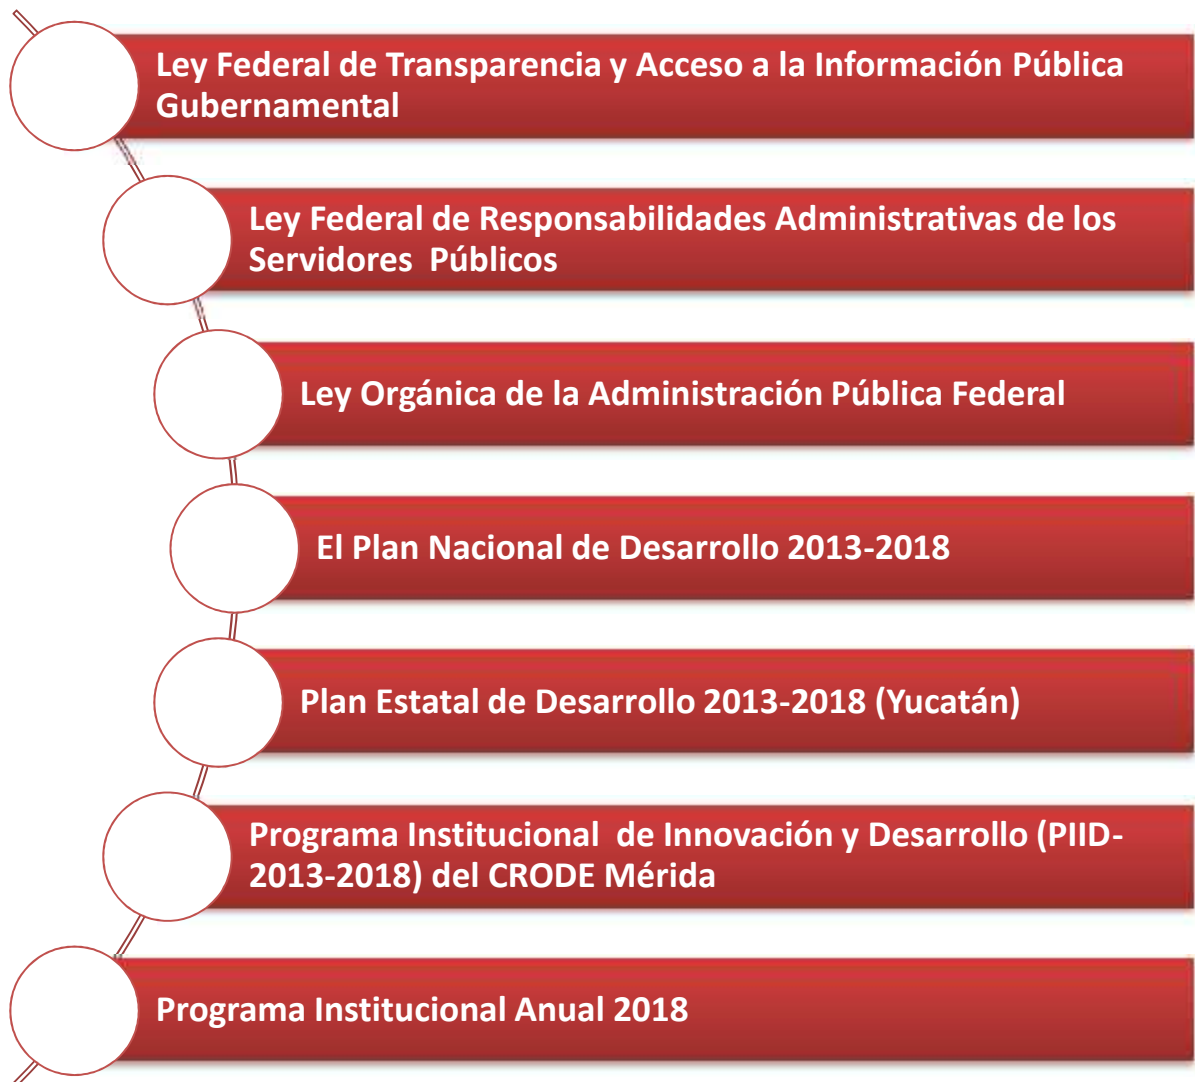 Ley Federal de Transparencia y Acceso a la Información Pública
Gubernamental
Ley Federal de Responsabilidades Administrativas de los
Servidores  Públicos
Ley Orgánica de la Administración Pública Federal
El Plan Nacional de Desarrollo 2013-2018
Plan Estatal de Desarrollo 2013-2018 (Yucatán)
Programa Institucional  de Innovación y Desarrollo (PIID-
2013-2018) del CRODE Mérida
Programa Institucional Anual 2018